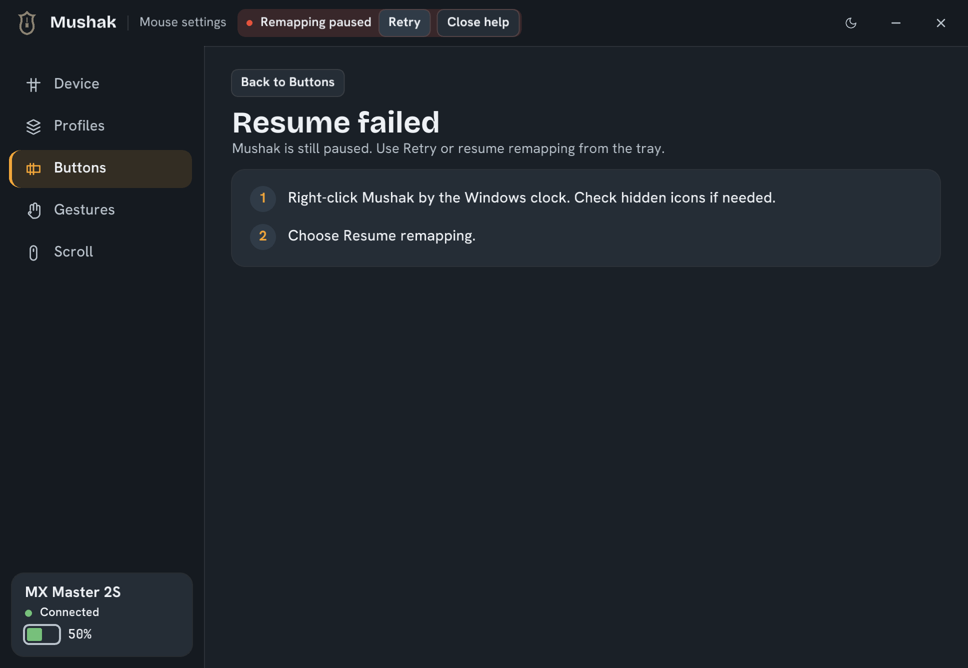 Mushak
Mouse settings
Remapping paused
Retry
Close help
Device
Profiles
Buttons
Gestures
Scroll
Back to Buttons
Resume failed
Mushak is still paused. Use Retry or resume remapping from the tray.
1 Right-click Mushak by the Windows clock. Check hidden icons if needed.
2 Choose Resume remapping.
MX Master 2S
Connected
50%